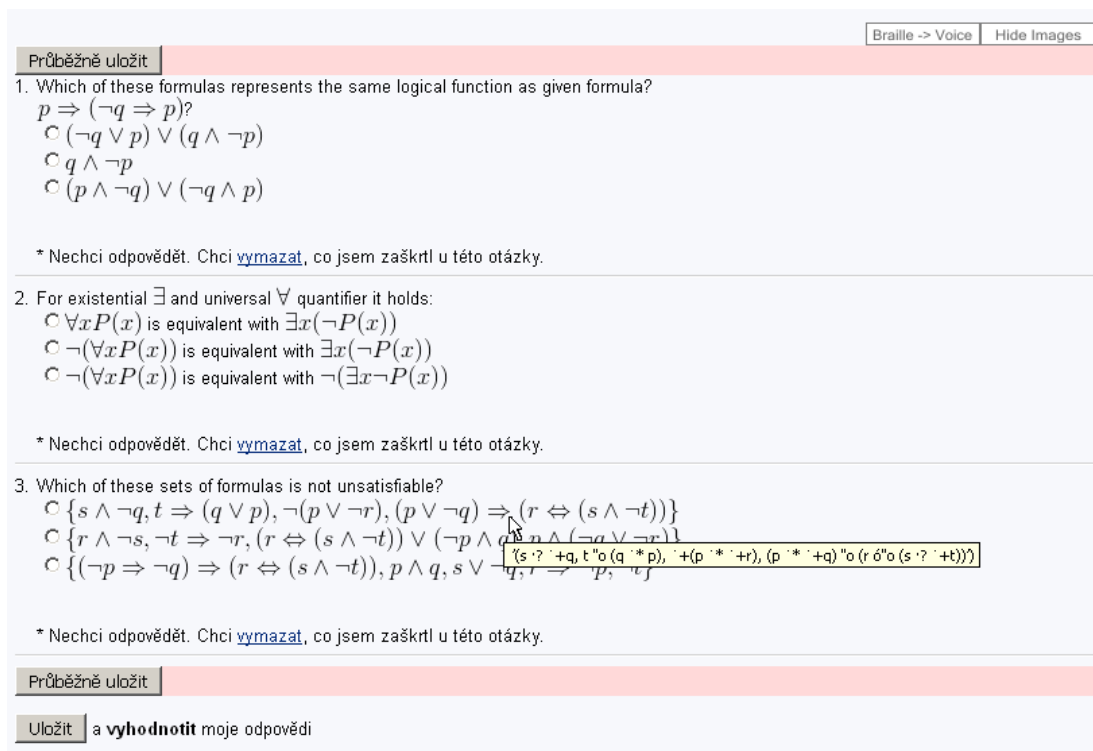 Braille -> Voice Hide Images
Průběžně uložit
1. Which of these formulas represents the same logical function as given formula?
p ⇒ (¬q ⇒ p)?
(¬q ∨ p) ∨ (q ∧ ¬p)
q ∧ ¬p
(p ∧ ¬q) ∨ (¬q ∧ p)
* Nechci odpovědět. Chci vymazat, co jsem zaškrtl u této otázky.
2. For existential ∃ and universal ∀ quantifier it holds:
∀xP(x) is equivalent with ∃x(¬P(x))
¬(∀xP(x)) is equivalent with ∃x(¬P(x))
¬(∀xP(x)) is equivalent with ¬(∃x¬P(x))
* Nechci odpovědět. Chci vymazat, co jsem zaškrtl u této otázky.
3. Which of these sets of formulas is not unsatisfiable?
{s ∧ ¬q, t ⇒ (q ∨ p), ¬(p ∨ ¬r), (p ∨ ¬q) ⇒ (r ⇔ (s ∧ ¬t))}
{r ∧ ¬s, ¬t ⇒ ¬r, (r ⇔ (s ∧ ¬t)) ∨ (¬p ∧
'(s ·? ˙+q, t "o (q ˙* p), ˙+(p ˙* ˙+r), (p ˙* ˙+q) "o (r ó"o (s ·? ˙+t))')
{(¬p ⇒ ¬q) ⇒ (r ⇔ (s ∧ ¬t)), p ∧ q, s ∨
* Nechci odpovědět. Chci vymazat, co jsem zaškrtl u této otázky.
Průběžně uložit
Uložit a vyhodnotit moje odpovědi